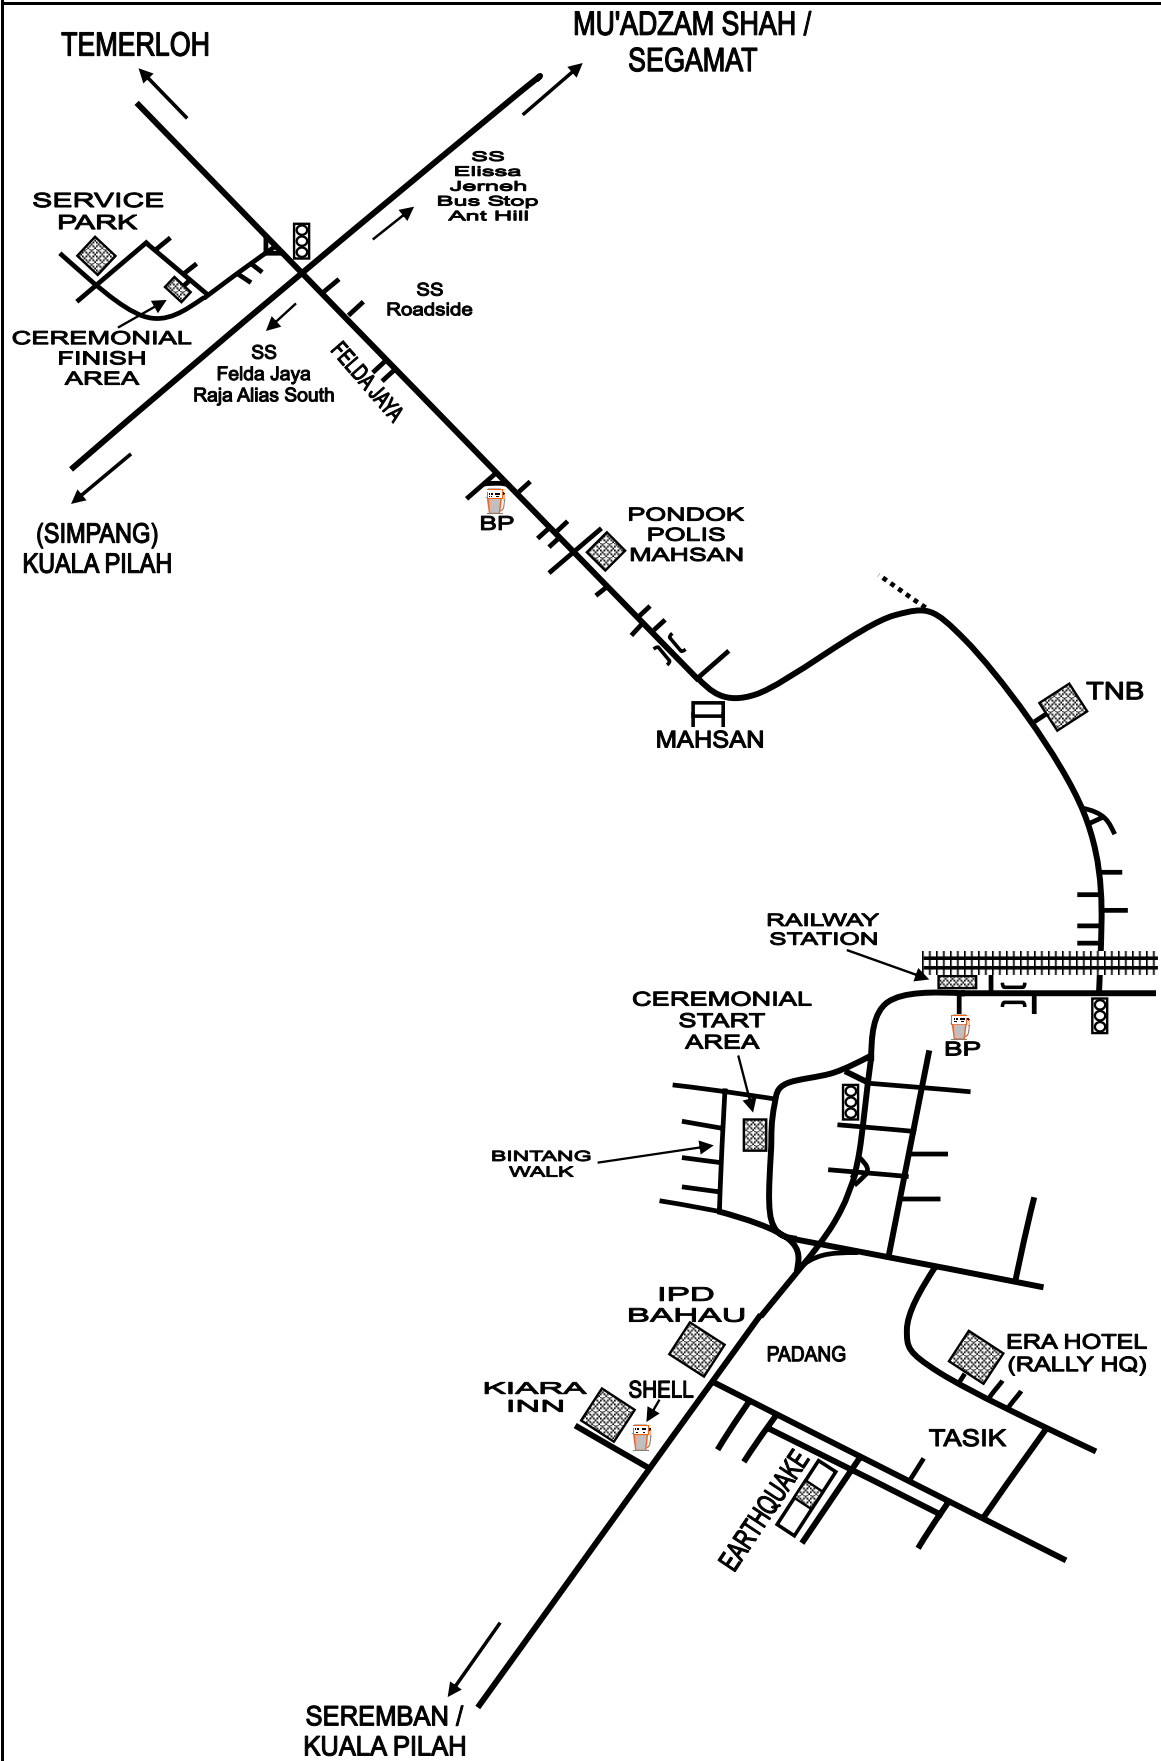 MU'ADZAM SHAH /
SEGAMAT
TEMERLOH
SS
Elissa
Jerneh
Bus Stop
Ant Hill
SERVICE
PARK
SS
Roadside
CEREMONIAL
FINISH
AREA
SS
Felda Jaya
Raja Alias South
FELDA JAYA
(SIMPANG)
KUALA PILAH
BP
PONDOK
POLIS
MAHSAN
TNB
MAHSAN
RAILWAY
STATION
CEREMONIAL
START
AREA
BP
BINTANG
WALK
IPD
BAHAU
PADANG
ERA HOTEL
(RALLY HQ)
KIARA
INN
SHELL
TASIK
EARTHQUAKE
SEREMBAN /
KUALA PILAH